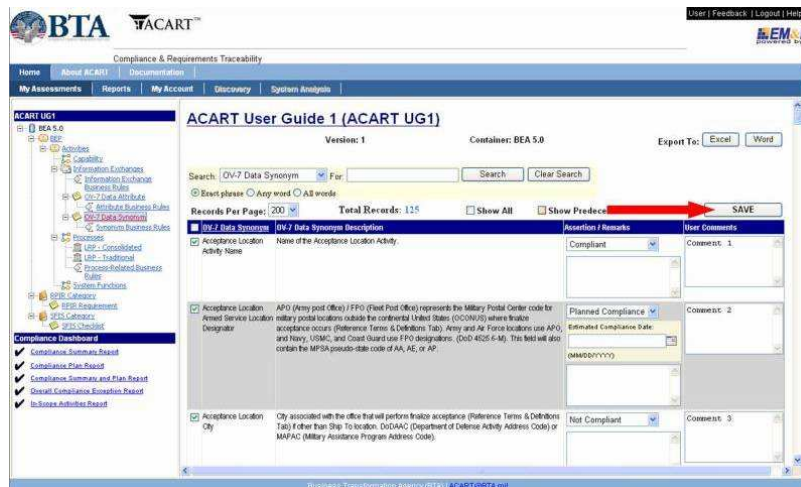 User | Feedback | Logout | Help
BTA
ACART™
EM
powered by
Compliance & Requirements Traceability
Home About ACART Documentation
My Assessments Reports My Account Discovery System Analysis
ACART UG1
BEA 5.0
BEP
Activities
Capability
Information Exchanges
Information Exchange
Business Rules
OV-7 Data Attribute
Attribute Business Rules
OV-7 Data Synonym
Synonym Business Rules
Processes
LRP - Consolidated
LRP - Traditional
Process-Related Business
Rules
System Functions
RFIR Category
RFIR Requirement
SFIS Category
SFIS Checklist
Compliance Dashboard
Compliance Summary Report
Compliance Plan Report
Compliance Summary and Plan Report
Overall Compliance Exception Report
In-Scope Activities Report
ACART User Guide 1 (ACART UG1)
Version: 1 Container: BEA 5.0 Export To: Excel Word
Search: OV-7 Data Synonym For: Search Clear Search
Exact phrase Any word All words
Records Per Page: 200 Total Records: 125 Show All Show Predece SAVE
OV-7 Data Synonym OV-7 Data Synonym Description Assertion / Remarks User Comments
Acceptance Location Activity Name
Name of the Acceptance Location Activity.
Compliant
Comment 1
Acceptance Location Armed Service Location Designator
APO (Army post Office) / FPO (Fleet Post Office) represents the Military Postal Center code for
military postal locations outside the continental United States (OCONUS) where finalize
acceptance occurs (Reference Terms & Definitions Tab). Army and Air Force locations use APO,
and Navy, USMC, and Coast Guard use FPO designations. (DoD 4525.6-M). This field will also
contain the MPSA pseudo-state code of AA, AE, or AP.
Planned Compliance
Estimated Compliance Date:
(MM/DD/YYYY)
Comment 2
Acceptance Location City
City associated with the office that will perform finalize acceptance (Reference Terms & Definitions
Tab) if other than Ship To location. DoDAAC (Department of Defense Activity Address Code) or
MAPAC (Military Assistance Program Address Code).
Not Compliant
Comment 3
Business Transformation Agency (BTA) | ACART@BTA.mil